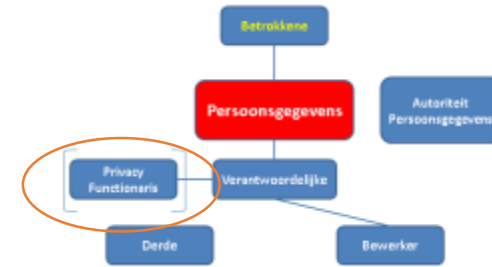 Betrokkene
Persoonsgegevens
Autoriteit
Persoonsgegevens
Privacy
Functionaris
Verantwoordelijke
Derde
Bewerker